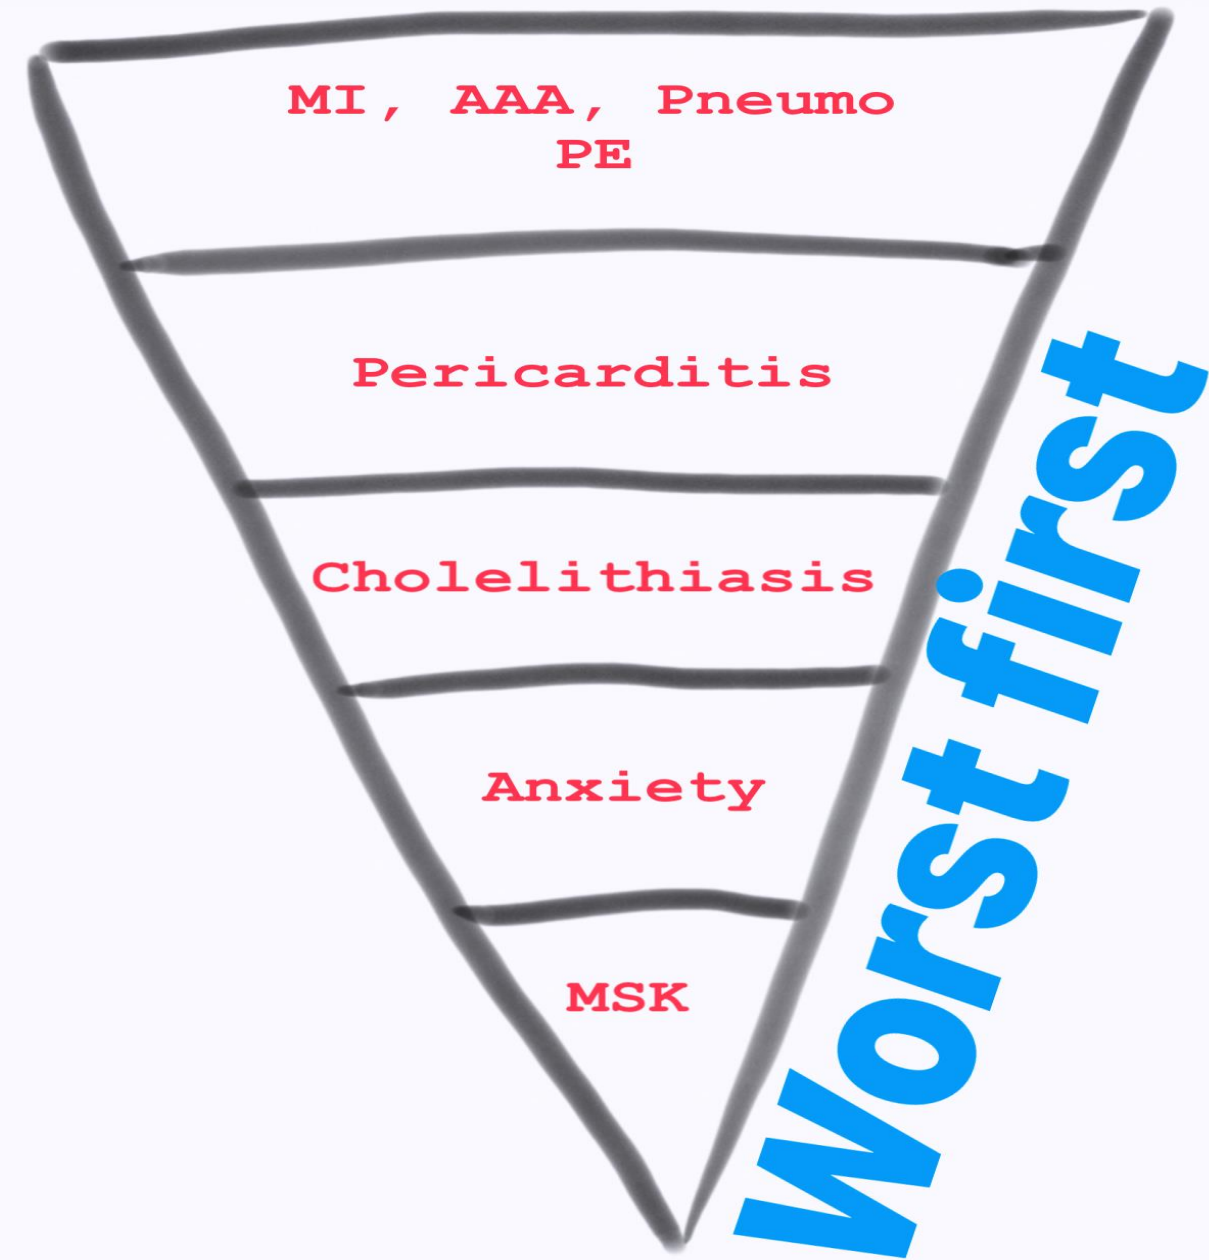 MI, AAA, Pneumo
PE
Pericarditis
Cholelithiasis
Anxiety
MSK
Worst first